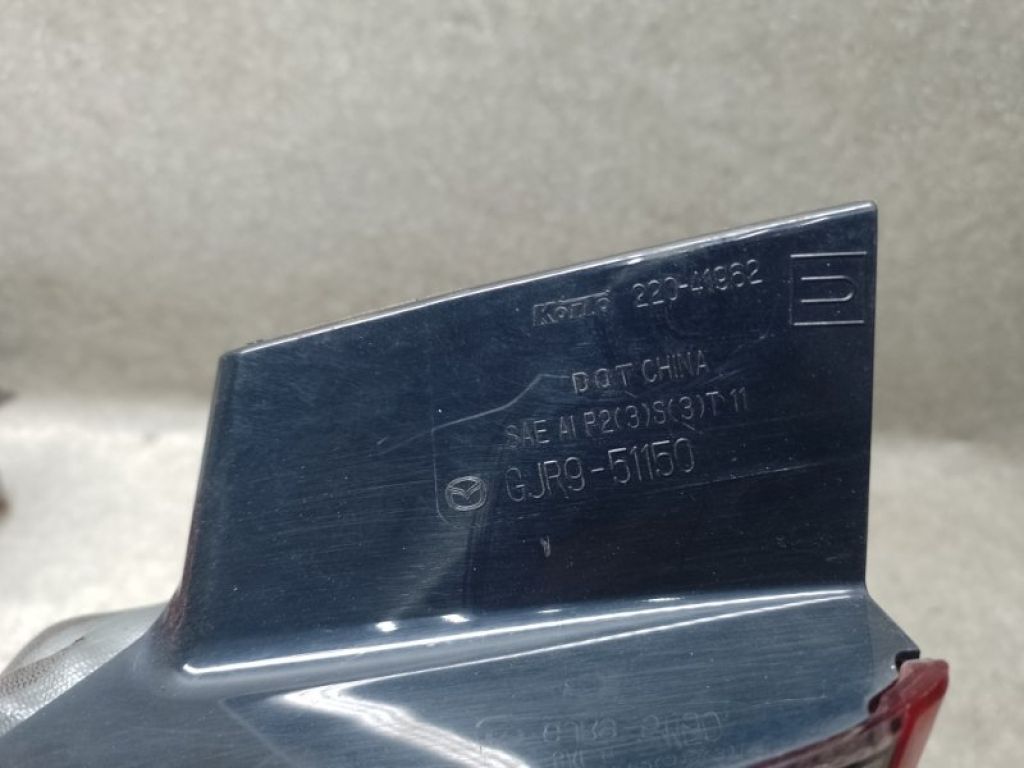 KOITO 220-41962 U
DOT CHINA
SAE AI P2(3)S(3)T 11
GJR9-51150